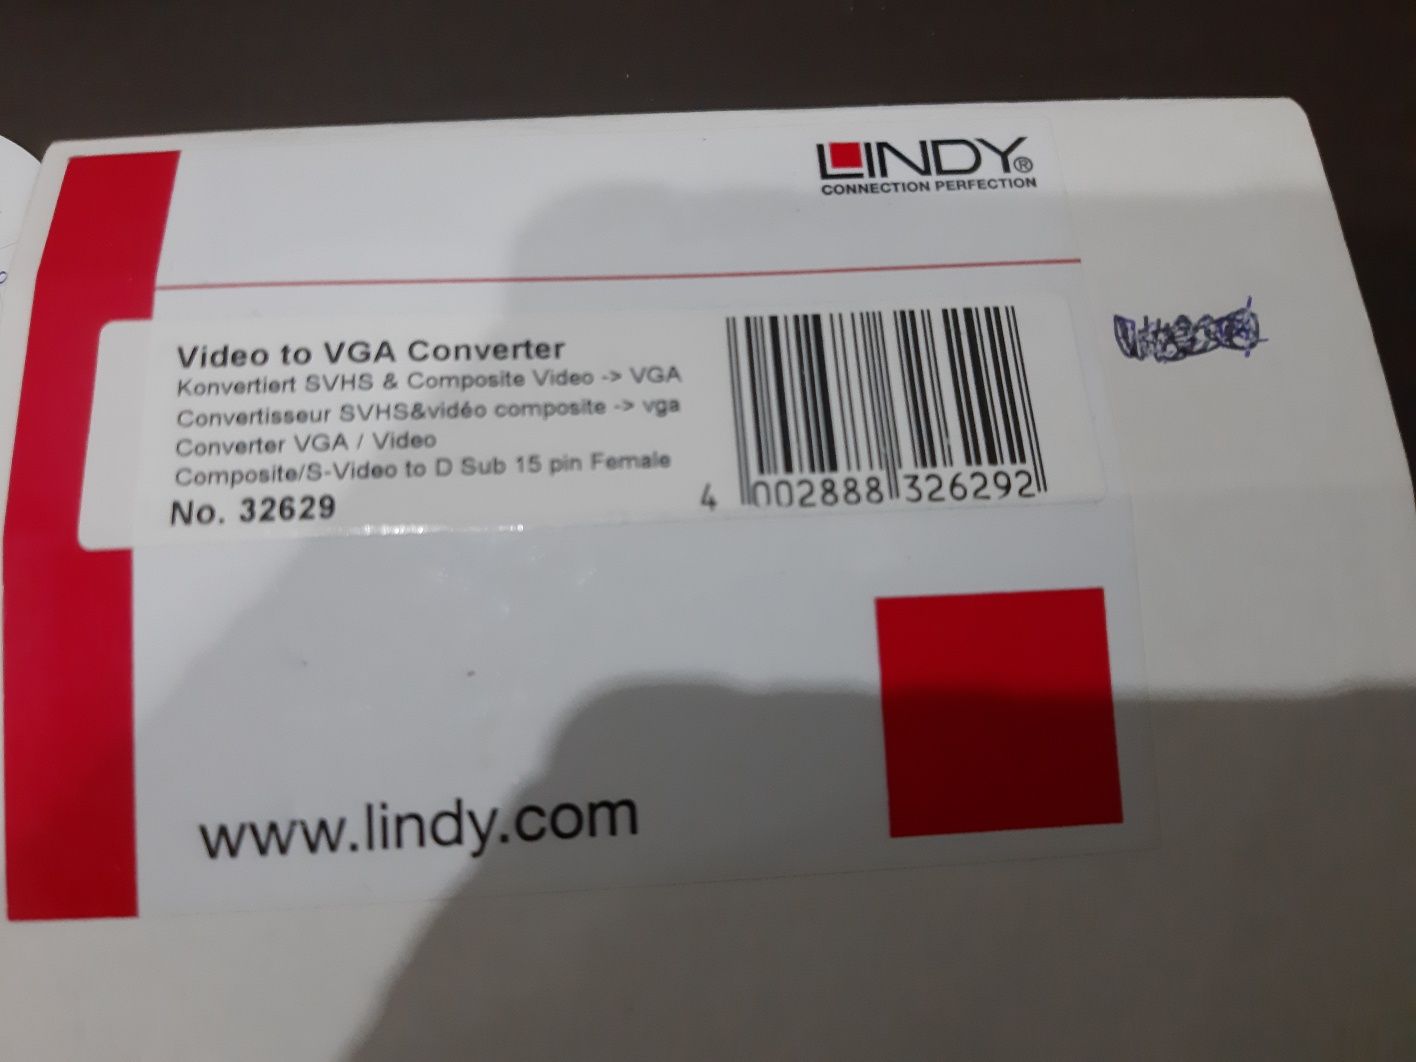 LINDY®
CONNECTION PERFECTION
Video to VGA Converter
Konvertiert SVHS & Composite Video -> VGA
Convertisseur SVHS&vidéo composite -> vga
Converter VGA / Video
Composite/S-Video to D Sub 15 pin Female
No. 32629
4 002888 326292
www.lindy.com